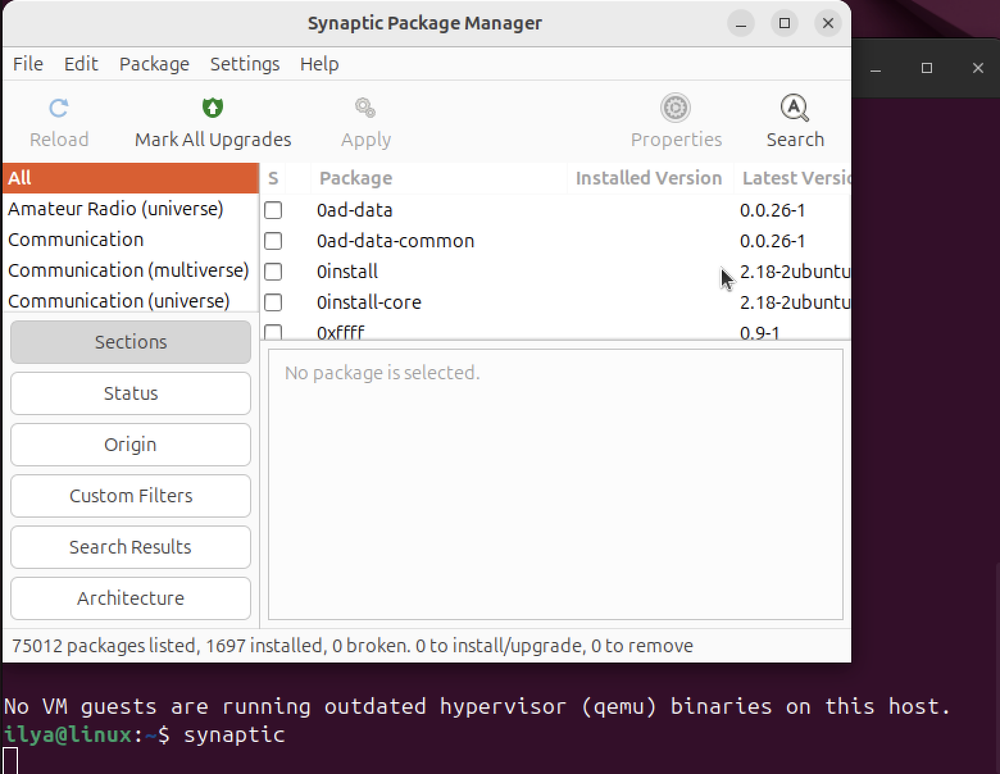 Synaptic Package Manager
File Edit Package Settings Help
Reload Mark All Upgrades Apply Properties Search
All
Amateur Radio (universe)
Communication
Communication (multiverse)
Communication (universe)
S Package Installed Version Latest Versio
0ad-data 0.0.26-1
0ad-data-common 0.0.26-1
0install 2.18-2ubuntu
0install-core 2.18-2ubuntu
0xffff 0.9-1
Sections
Status
Origin
Custom Filters
Search Results
Architecture
No package is selected.
75012 packages listed, 1697 installed, 0 broken. 0 to install/upgrade, 0 to remove
No VM guests are running outdated hypervisor (qemu) binaries on this host.
ilya@linux:~$ synaptic